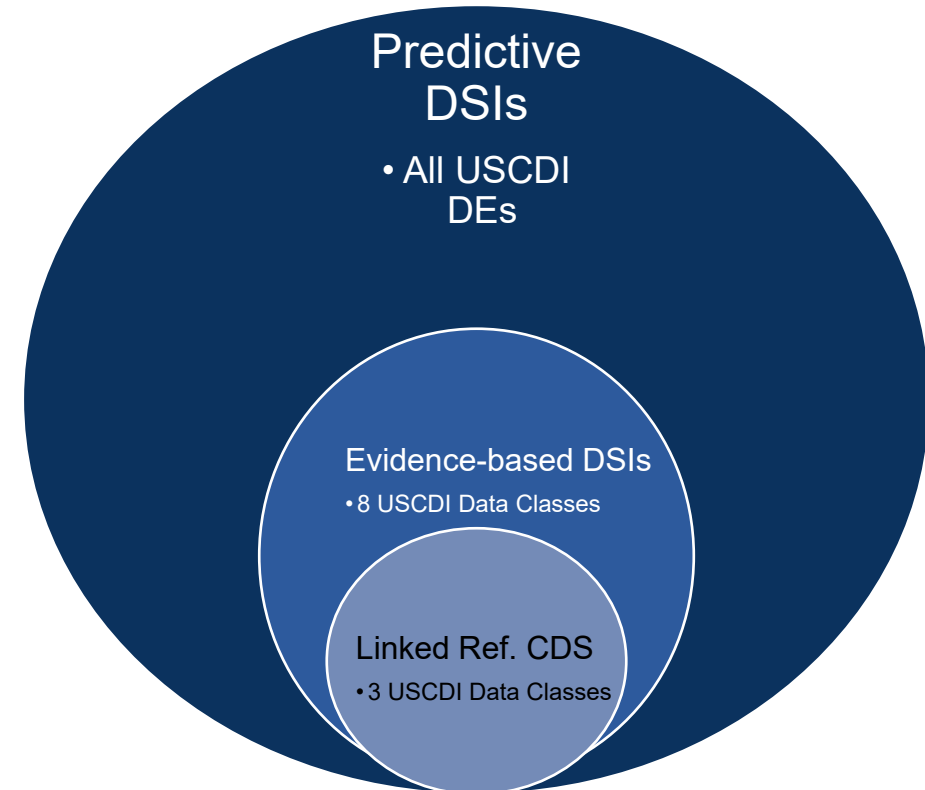 Predictive
DSIs
• All USCDI
DEs
Evidence-based DSIs
• 8 USCDI Data Classes
Linked Ref. CDS
• 3 USCDI Data Classes